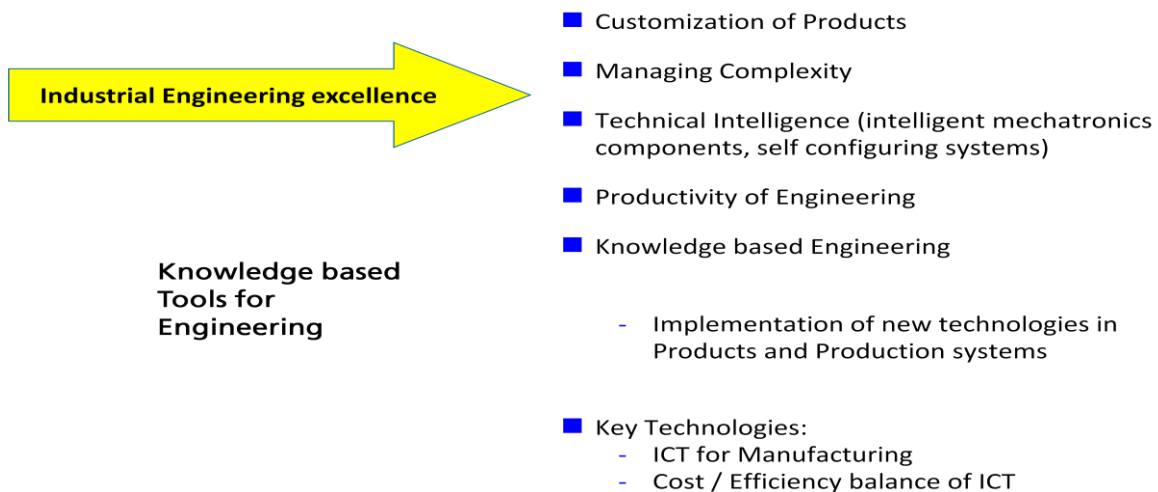 Industrial Engineering excellence
Knowledge based
Tools for
Engineering
■ Customization of Products
■ Managing Complexity
■ Technical Intelligence (intelligent mechatronics
components, self configuring systems)
■ Productivity of Engineering
■ Knowledge based Engineering
- Implementation of new technologies in
Products and Production systems
■ Key Technologies:
- ICT for Manufacturing
- Cost / Efficiency balance of ICT